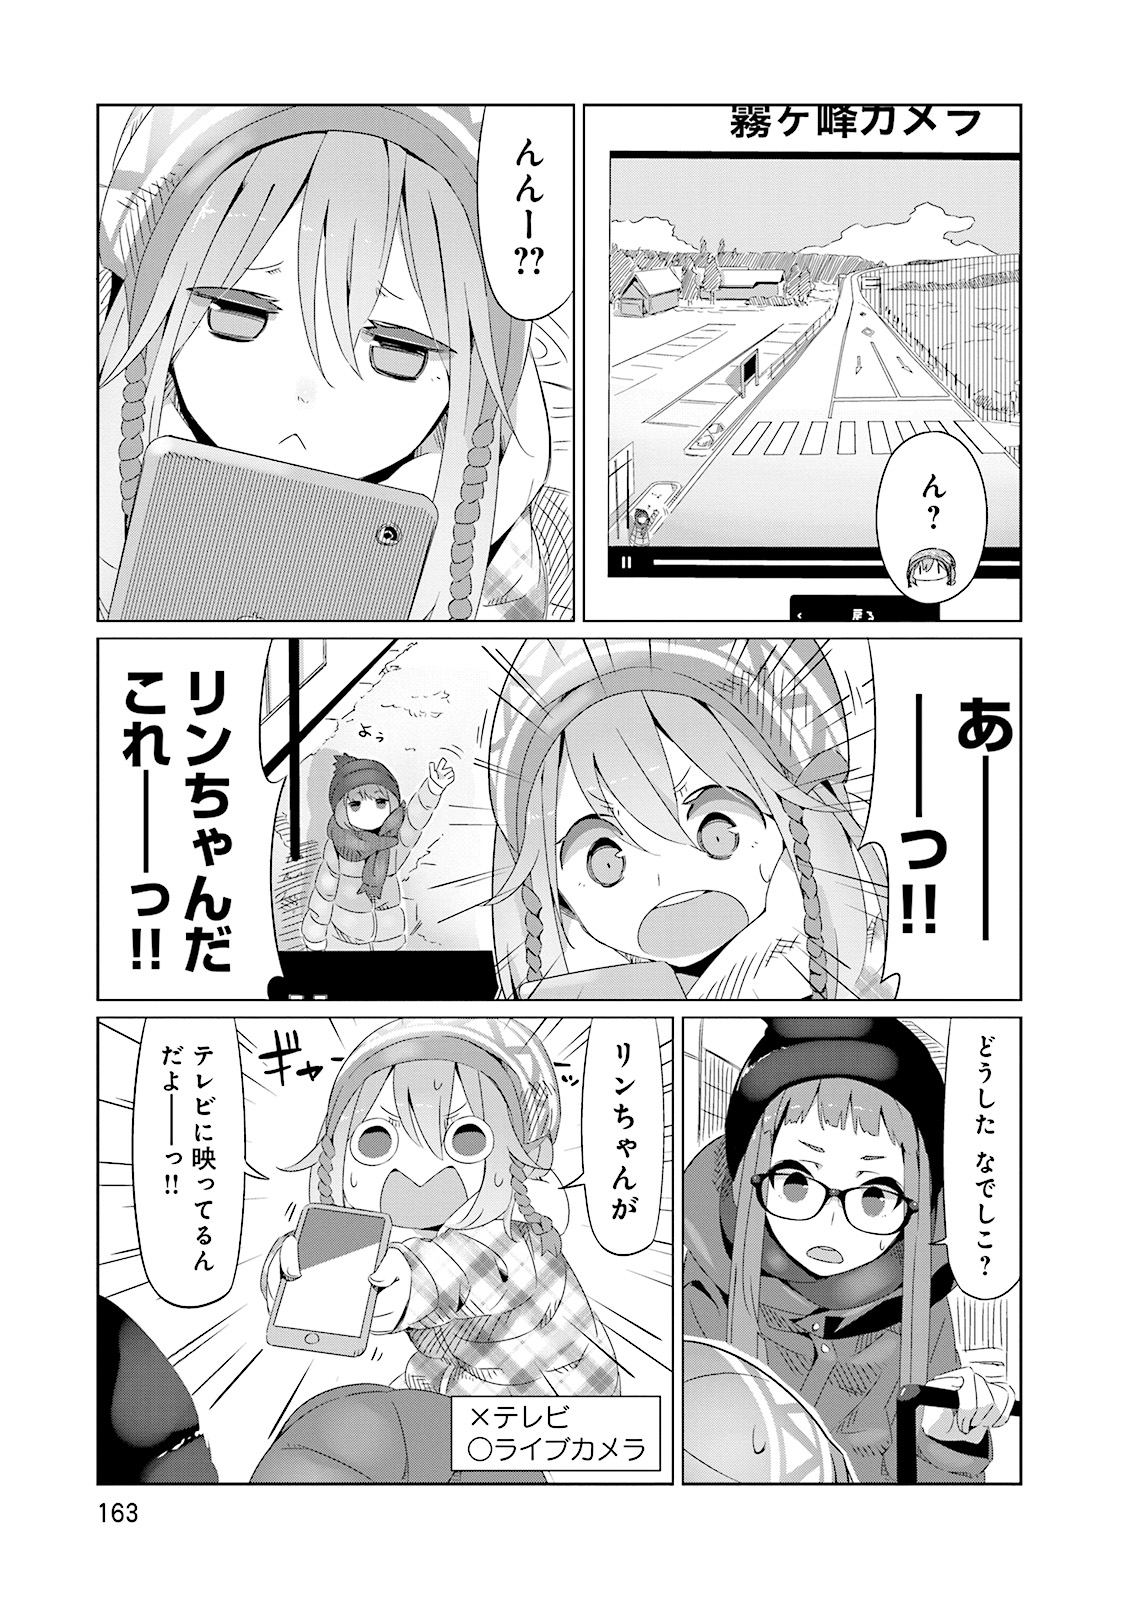 霧ヶ峰カメラ
ん?
戻る
んんー??
あーーっ!!
よぅ
リンちゃんだ
これーーっ!!
どうした なでしこ?
リンちゃんが
ギャーッ
テレビに映ってるん
だよーーっ!!
×テレビ
○ライブカメラ
163